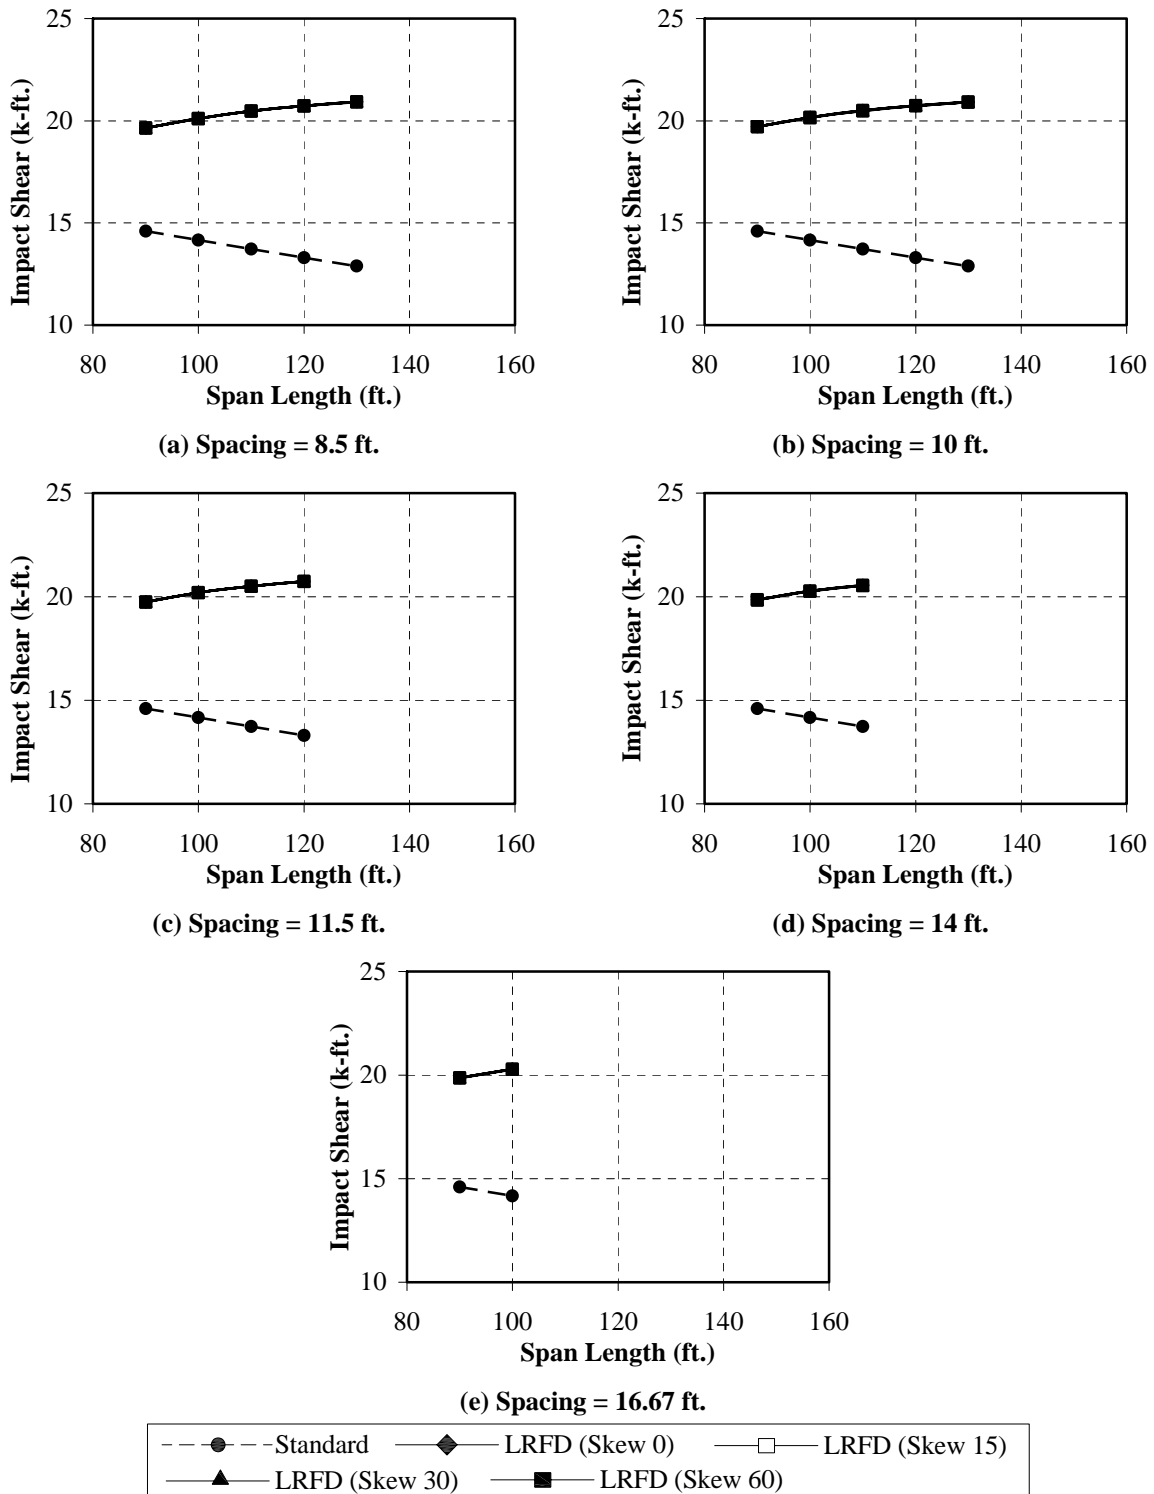 25
20
15
10
Impact Shear (k-ft.)
80 100 120 140 160
Span Length (ft.)
(a) Spacing = 8.5 ft.
25
20
15
10
Impact Shear (k-ft.)
80 100 120 140 160
Span Length (ft.)
(b) Spacing = 10 ft.
25
20
15
10
Impact Shear (k-ft.)
80 100 120 140 160
Span Length (ft.)
(c) Spacing = 11.5 ft.
25
20
15
10
Impact Shear (k-ft.)
80 100 120 140 160
Span Length (ft.)
(d) Spacing = 14 ft.
25
20
15
10
Impact Shear (k-ft.)
80 100 120 140 160
Span Length (ft.)
(e) Spacing = 16.67 ft.
Standard LRFD (Skew 0) LRFD (Skew 15)
LRFD (Skew 30) LRFD (Skew 60)